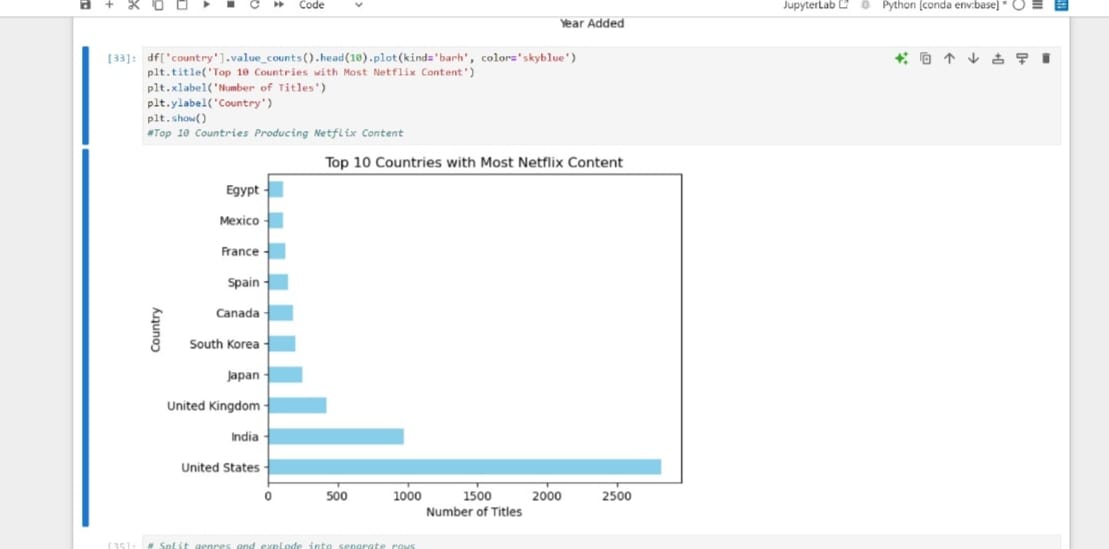 Code
JupyterLab
Python [conda env:base] *
Year Added
[33]:
df['country'].value_counts().head(10).plot(kind='barh', color='skyblue')
plt.title('Top 10 Countries with Most Netflix Content')
plt.xlabel('Number of Titles')
plt.ylabel('Country')
plt.show()
#Top 10 Countries Producing Netflix Content
Top 10 Countries with Most Netflix Content
Egypt
Mexico
France
Spain
Canada
South Korea
Japan
United Kingdom
India
United States
Country
0 500 1000 1500 2000 2500
Number of Titles
[35]:
# Split genres and explode into separate rows